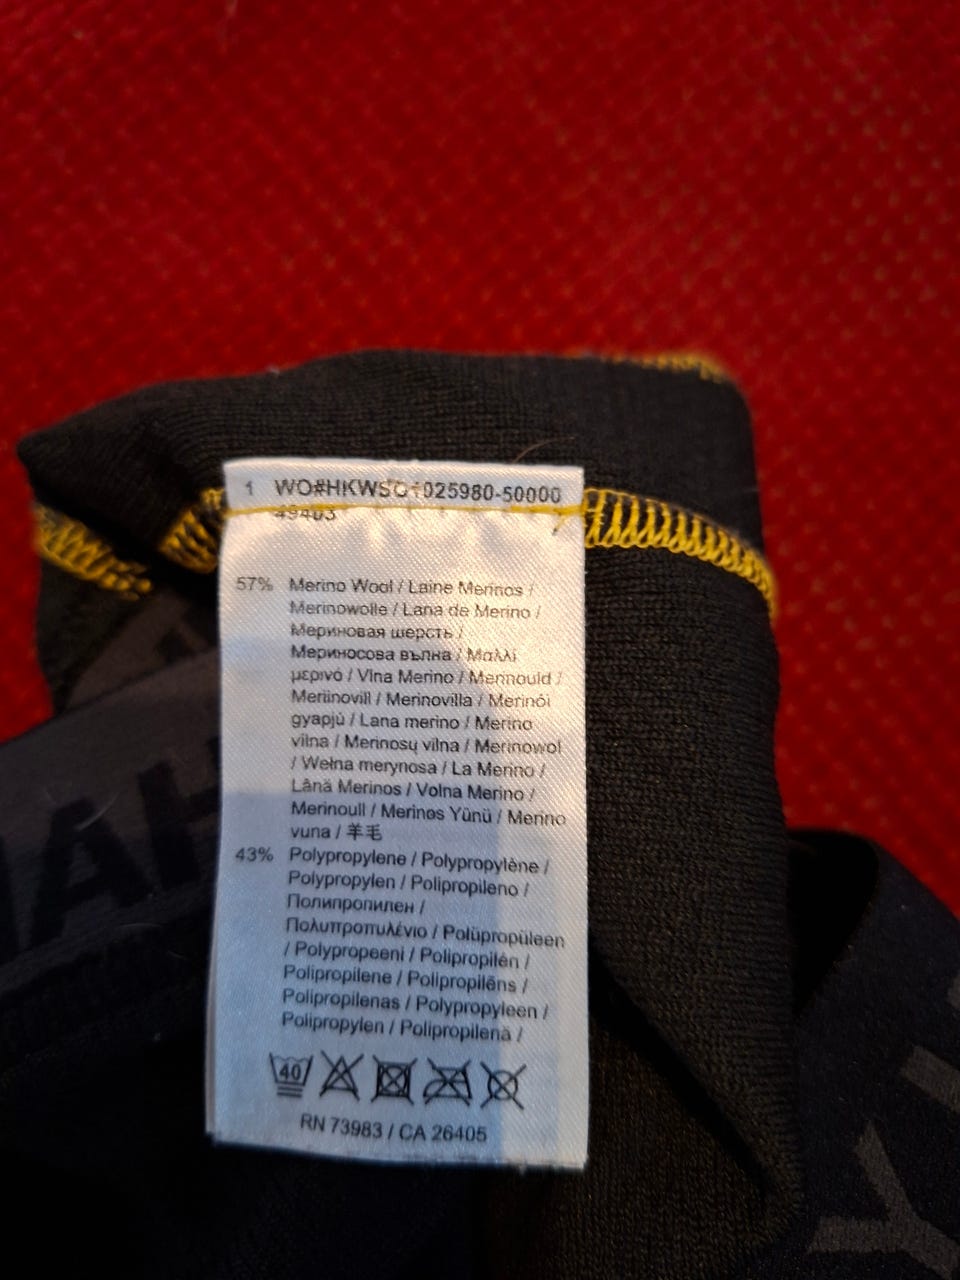 1 WO#HKWSO1025980-50000
49403
57% Merino Wool / Laine Merinos /
Merinowolle / Lana de Merino /
Мериновая шерсть /
Мериносова вълна / Μαλλί
μερινό / Vlna Merino / Merinould /
Meriinovill / Merinovilla / Merinói
gyapjú / Lana merino / Merino
vilna / Merinosų vilna / Merinowol
/ Wełna merynosa / La Merino /
Lână Merinos / Volna Merino /
Merinoull / Merinos Yünü / Merino
vuna / 羊毛
43% Polypropylene / Polypropylène /
Polypropylen / Polipropileno /
Полипропилен /
Πολυπροπυλένιο / Polüpropüleen
/ Polypropeeni / Polipropilén /
Polipropilene / Polipropilēns /
Polipropilenas / Polypropyleen /
Polipropylen / Polipropilenă /
40
RN 73983 / CA 26405